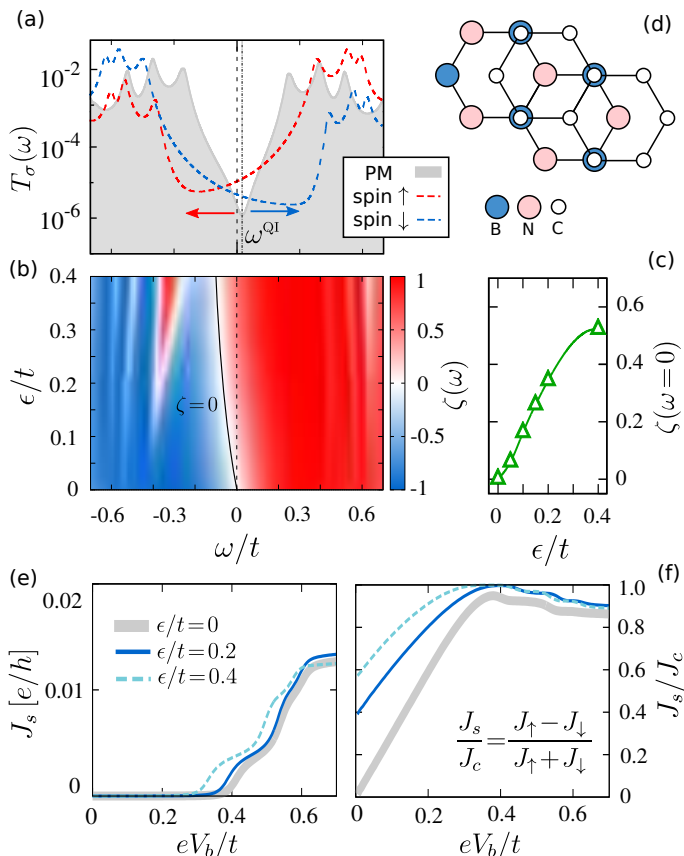 (a)
10⁻²
10⁻⁴
10⁻⁶
T_σ(ω)
PM
spin ↑
spin ↓
ω^QI
(d)
B N C
(b)
0.4
0.3
0.2
0.1
0
ϵ/t
ζ=0
-0.6 -0.3 0 0.3 0.6
ω/t
1
0.5
0
-0.5
-1
ζ(ω)
(c)
0.6
0.4
0.2
0
ζ(ω=0)
0 0.2 0.4
ϵ/t
(e)
0.02
0.01
0
J_s [e/h]
ϵ/t=0
ϵ/t=0.2
ϵ/t=0.4
0 0.2 0.4 0.6
eV_b/t
(f)
1.0
0.8
0.6
0.4
0.2
0
J_s/J_c
J_s/J_c = (J↑−J↓)/(J↑+J↓)
0 0.2 0.4 0.6
eV_b/t